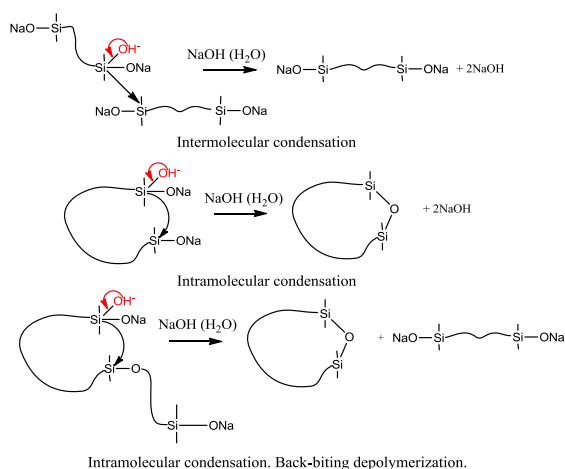 NaO—Si
OH-
Si—ONa
NaOH (H2O)
NaO—Si Si—ONa + 2NaOH
NaO—Si Si—ONa
Intermolecular condensation
OH-
Si—ONa
NaOH (H2O)
Si
O
+ 2NaOH
Si—ONa
Si
Intramolecular condensation
OH-
Si—ONa
NaOH (H2O)
Si
O
+ NaO—Si Si—ONa
Si—O
Si
Si—ONa
Intramolecular condensation. Back-biting depolymerization.